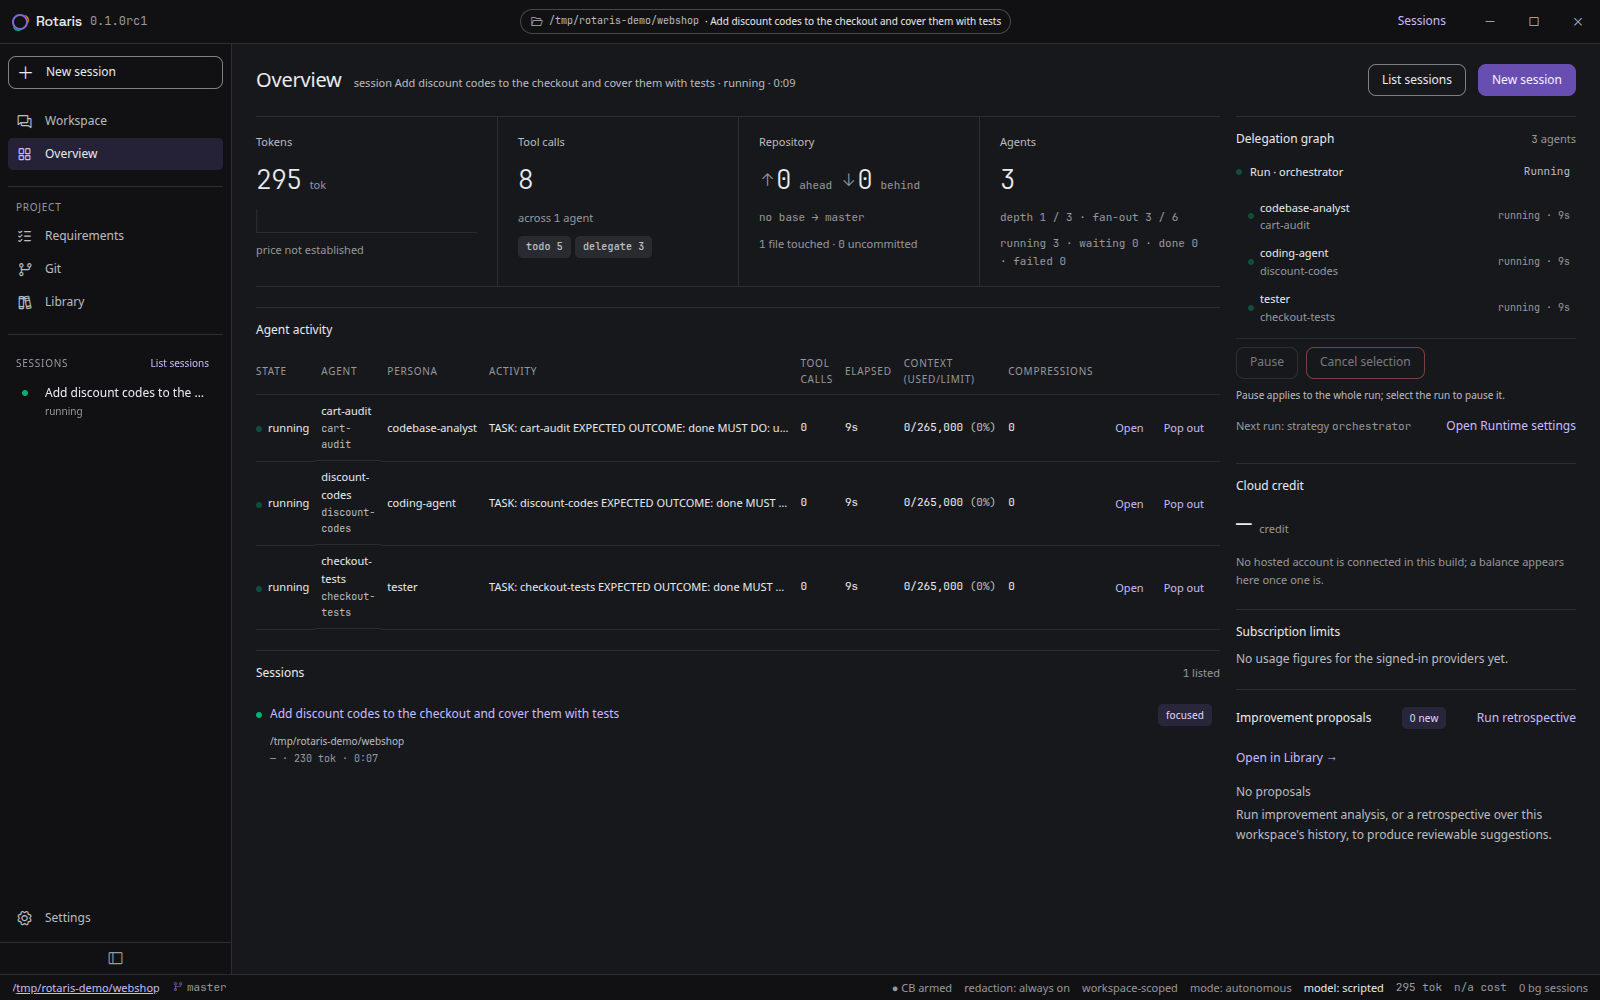 Rotaris 0.1.0rc1
/tmp/rotaris-demo/webshop · Add discount codes to the checkout and cover them with tests
Sessions
New session
Workspace
Overview
PROJECT
Requirements
Git
Library
SESSIONS List sessions
Add discount codes to the ...
running
Settings
Overview session Add discount codes to the checkout and cover them with tests · running · 0:09
List sessions New session
Tokens
295 tok
price not established
Tool calls
8
across 1 agent
todo 5 delegate 3
Repository
↑0 ahead ↓0 behind
no base → master
1 file touched · 0 uncommitted
Agents
3
depth 1 / 3 · fan-out 3 / 6
running 3 · waiting 0 · done 0
· failed 0
Agent activity
STATE AGENT PERSONA ACTIVITY TOOL CALLS ELAPSED CONTEXT (USED/LIMIT) COMPRESSIONS
running cart-audit cart-audit codebase-analyst TASK: cart-audit EXPECTED OUTCOME: done MUST DO: u... 0 9s 0/265,000 (0%) 0 Open Pop out
running discount-codes discount-codes coding-agent TASK: discount-codes EXPECTED OUTCOME: done MUST ... 0 9s 0/265,000 (0%) 0 Open Pop out
running checkout-tests checkout-tests tester TASK: checkout-tests EXPECTED OUTCOME: done MUST ... 0 9s 0/265,000 (0%) 0 Open Pop out
Sessions 1 listed
Add discount codes to the checkout and cover them with tests focused
/tmp/rotaris-demo/webshop
— · 230 tok · 0:07
Delegation graph 3 agents
Run · orchestrator Running
codebase-analyst
cart-audit running · 9s
coding-agent
discount-codes running · 9s
tester
checkout-tests running · 9s
Pause Cancel selection
Pause applies to the whole run; select the run to pause it.
Next run: strategy orchestrator Open Runtime settings
Cloud credit
— credit
No hosted account is connected in this build; a balance appears
here once one is.
Subscription limits
No usage figures for the signed-in providers yet.
Improvement proposals 0 new Run retrospective
Open in Library →
No proposals
Run improvement analysis, or a retrospective over this
workspace's history, to produce reviewable suggestions.
/tmp/rotaris-demo/webshop master
● CB armed redaction: always on workspace-scoped mode: autonomous model: scripted 295 tok n/a cost 0 bg sessions